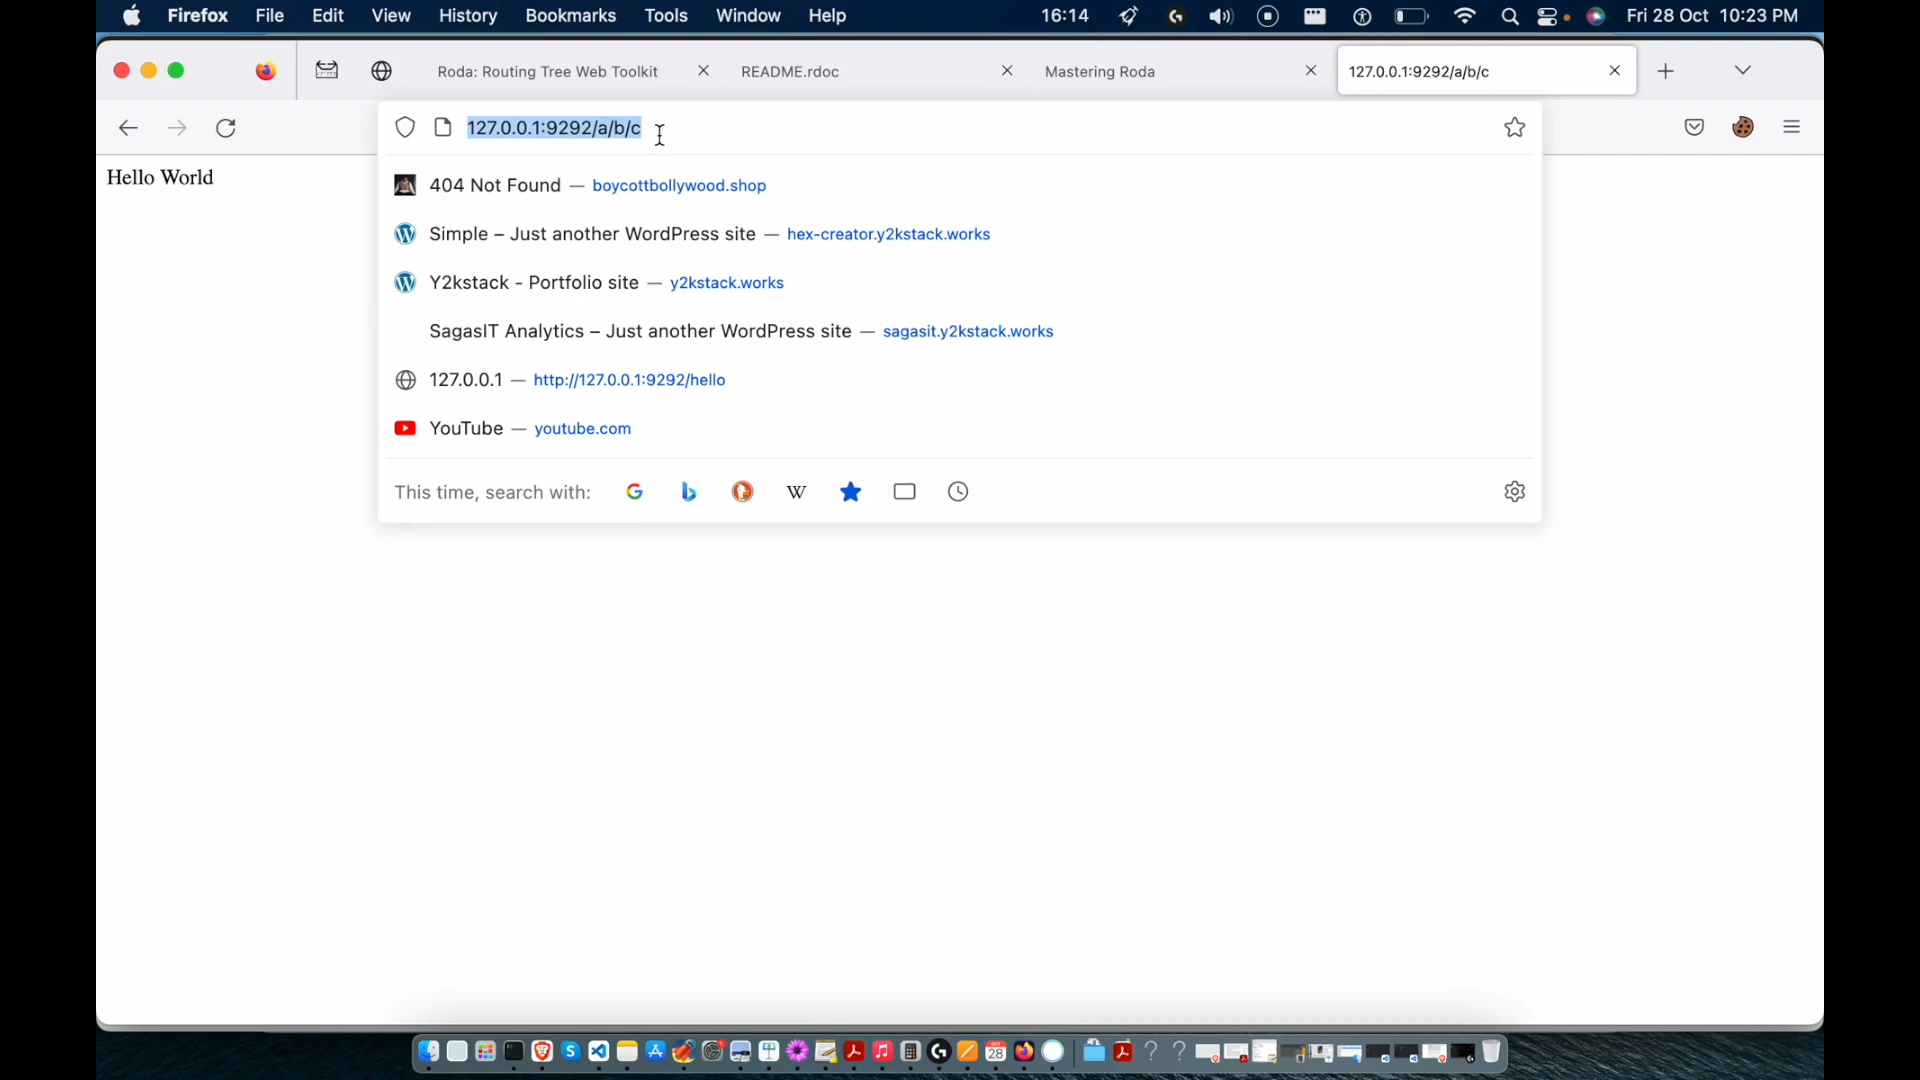 Firefox File Edit View History Bookmarks Tools Window Help 16:14 Fri 28 Oct 10:23 PM
Roda: Routing Tree Web Toolkit README.rdoc Mastering Roda 127.0.0.1:9292/a/b/c
127.0.0.1:9292/a/b/c
Hello World
404 Not Found — boycottbollywood.shop
Simple – Just another WordPress site — hex-creator.y2kstack.works
Y2kstack - Portfolio site — y2kstack.works
SagasIT Analytics – Just another WordPress site — sagasit.y2kstack.works
127.0.0.1 — http://127.0.0.1:9292/hello
YouTube — youtube.com
This time, search with: